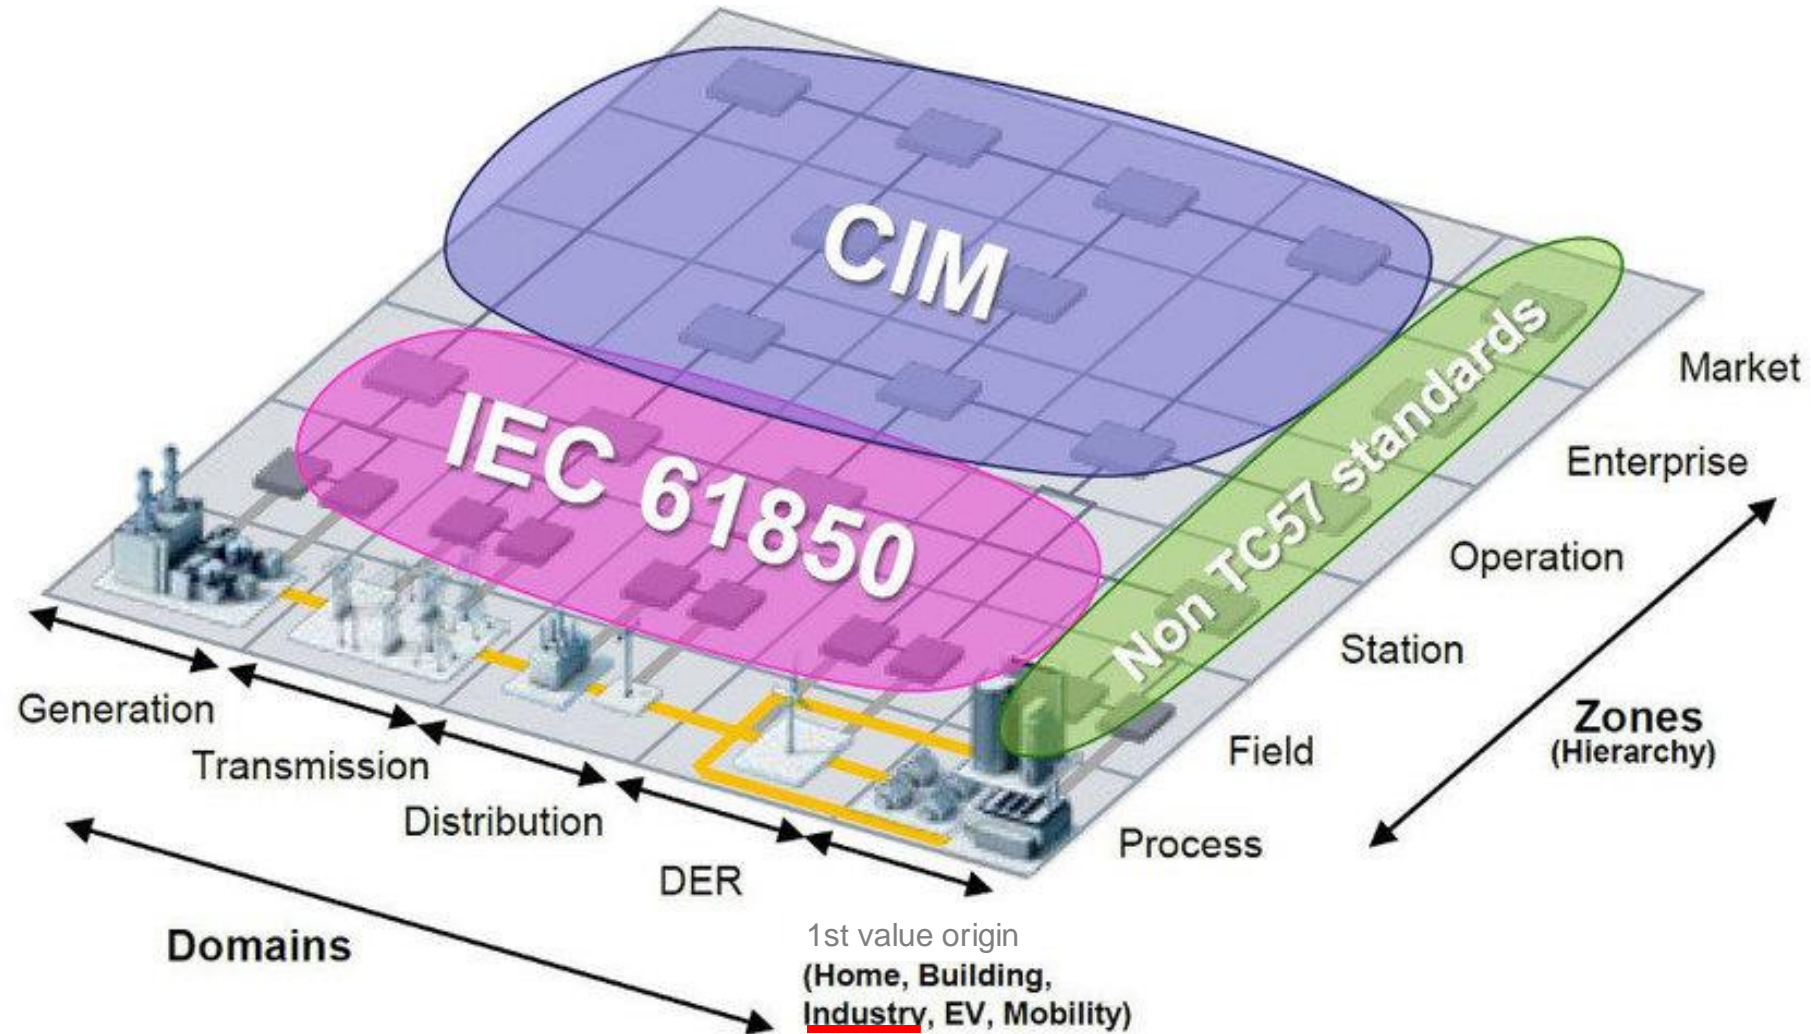 CIM
IEC 61850
Non TC57 standards
Market
Enterprise
Operation
Station
Field
Process
Zones
(Hierarchy)
Generation
Transmission
Distribution
DER
Domains
1st value origin
(Home, Building,
Industry, EV, Mobility)